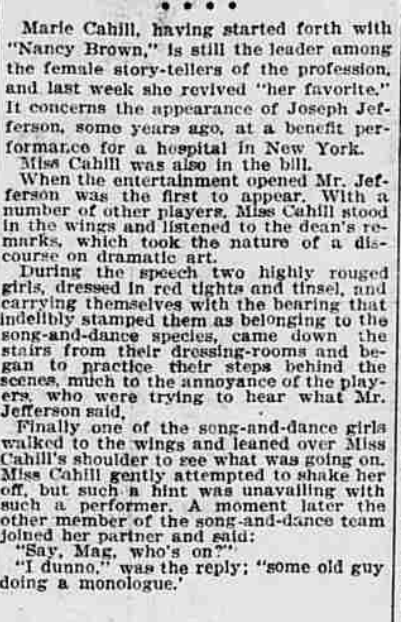 Marie Cahill, having started forth with
"Nancy Brown," is still the leader among
the female story-tellers of the profession,
and last week she revived "her favorite."
It concerns the appearance of Joseph Jef-
ferson, some years ago, at a benefit per-
formance for a hospital in New York.
Miss Cahill was also in the bill.
When the entertainment opened Mr. Jef-
ferson was the first to appear. With a
number of other players, Miss Cahill stood
in the wings and listened to the dean's re-
marks, which took the nature of a dis-
course on dramatic art.
During the speech two highly rouged
girls, dressed in red tights and tinsel, and
carrying themselves with the bearing that
indelibly stamped them as belonging to the
song-and-dance species, came down the
stairs from their dressing-rooms and be-
gan to practice their steps behind the
scenes, much to the annoyance of the play-
ers, who were trying to hear what Mr.
Jefferson said,
Finally one of the song-and-dance girls
walked to the wings and leaned over Miss
Cahill's shoulder to see what was going on.
Miss Cahill gently attempted to shake her
off, but such a hint was unavailing with
such a performer. A moment later the
other member of the song-and-dance team
joined her partner and said:
"Say, Mag, who's on?"
"I dunno," was the reply; "some old guy
doing a monologue.'